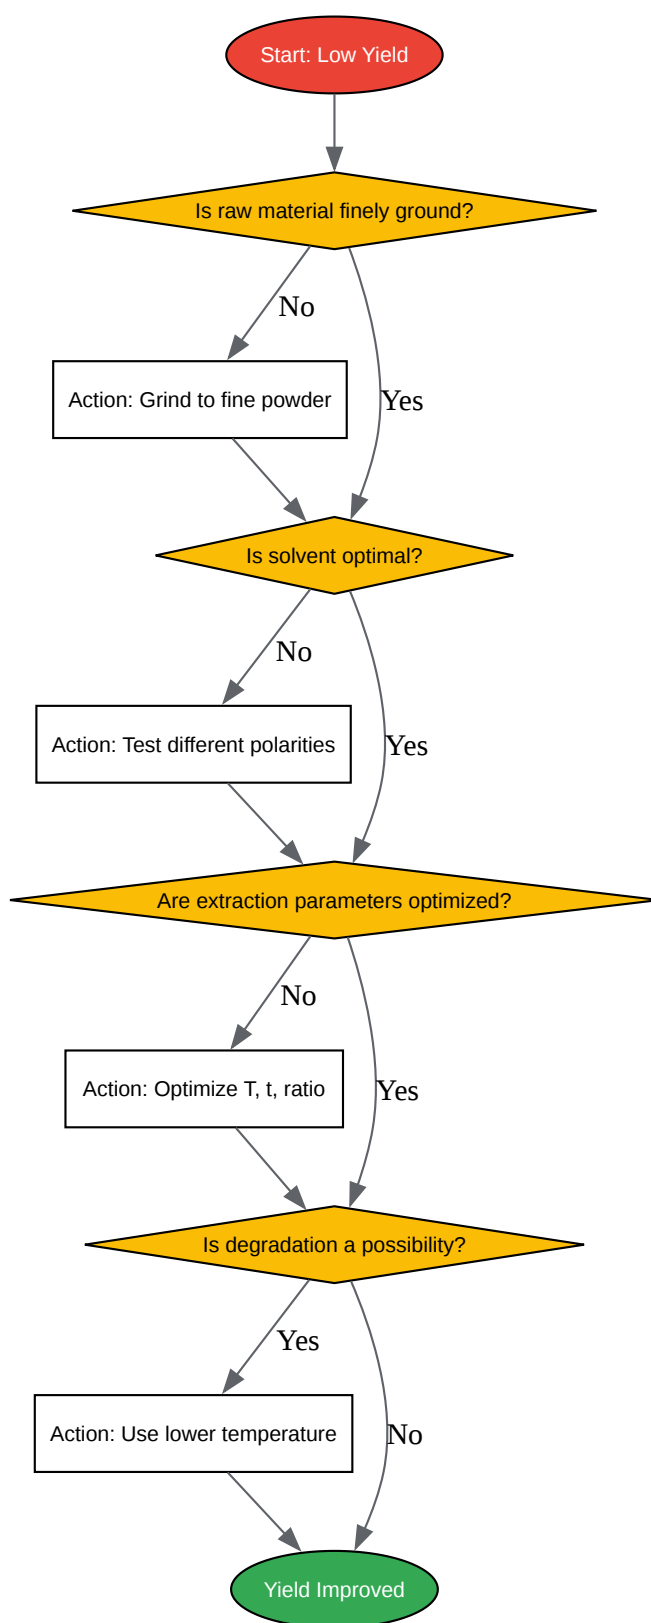 Start: Low Yield
Is raw material finely ground?
No
Action: Grind to fine powder
Yes
Is solvent optimal?
No
Action: Test different polarities
Yes
Are extraction parameters optimized?
No
Action: Optimize T, t, ratio
Yes
Is degradation a possibility?
Yes
Action: Use lower temperature
No
Yield Improved